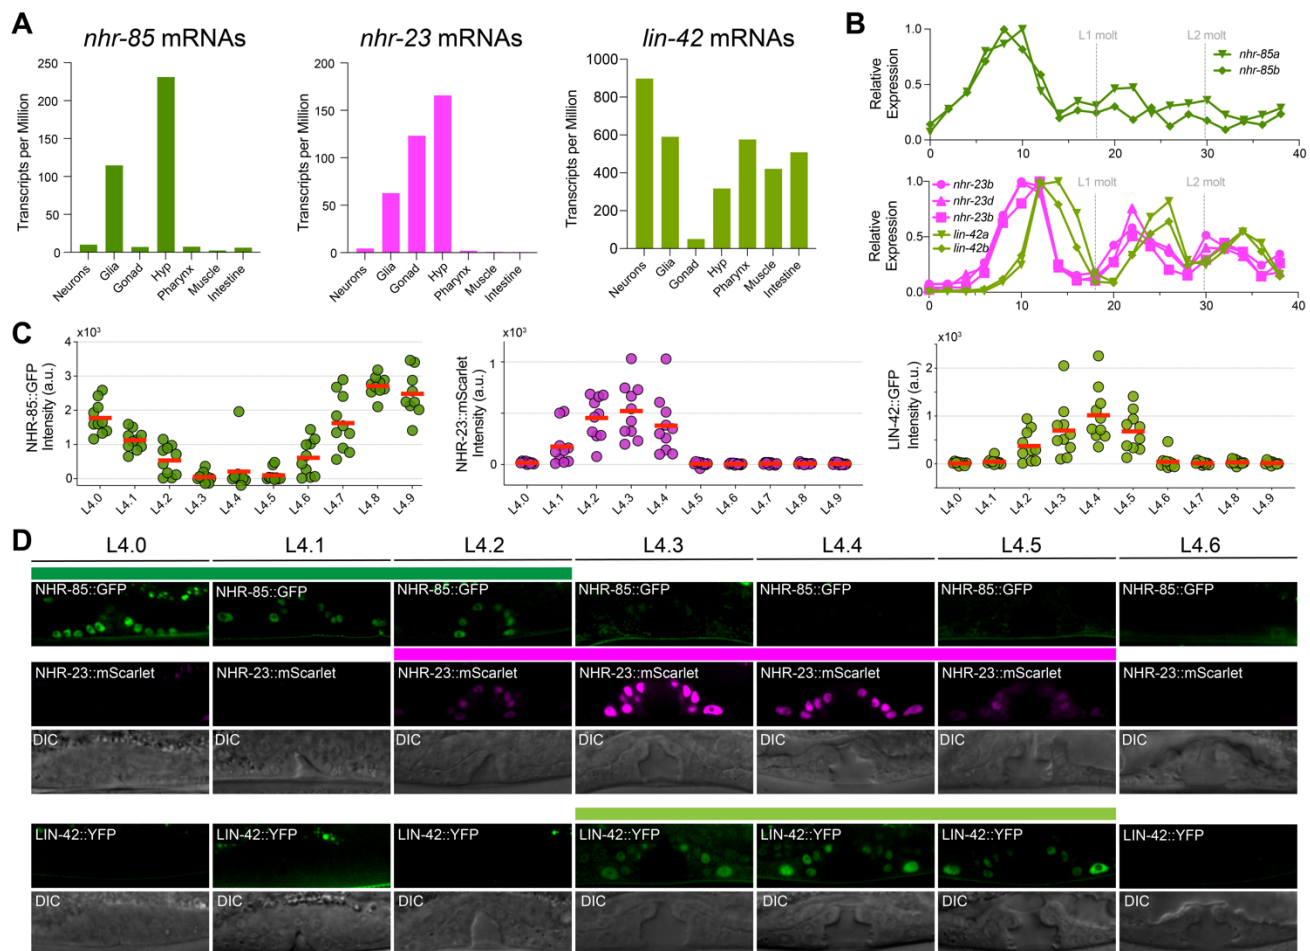 A
nhr-85 mRNAs
nhr-23 mRNAs
lin-42 mRNAs
Transcripts per Million
250
200
150
100
50
0
Neurons
Glia
Gonad
Hyp
Pharynx
Muscle
Intestine
Transcripts per Million
200
150
100
50
0
Neurons
Glia
Gonad
Hyp
Pharynx
Muscle
Intestine
Transcripts per Million
1000
800
600
400
200
0
Neurons
Glia
Gonad
Hyp
Pharynx
Muscle
Intestine
B
Relative
Expression
1.0
0.5
1.0
L1 molt
L2 molt
nhr-85a
nhr-85b
0
10
20
30
40
Relative
Expression
1.0
0.5
1.0
nhr-23b
nhr-23d
nhr-23b
lin-42a
lin-42b
L1 molt
L2 molt
0
10
20
30
40
C
x10³
NHR-85::GFP
Intensity (a.u.)
4
3
2
1
0
L4.0
L4.1
L4.2
L4.3
L4.4
L4.5
L4.6
L4.7
L4.8
L4.9
x10³
NHR-23::mScarlet
Intensity (a.u.)
1
0
L4.0
L4.1
L4.2
L4.3
L4.4
L4.5
L4.6
L4.7
L4.8
L4.9
x10³
LIN-42::GFP
Intensity (a.u.)
2
1
0
L4.0
L4.1
L4.2
L4.3
L4.4
L4.5
L4.6
L4.7
L4.8
L4.9
D
L4.0 L4.1 L4.2 L4.3 L4.4 L4.5 L4.6
NHR-85::GFP NHR-85::GFP NHR-85::GFP NHR-85::GFP NHR-85::GFP NHR-85::GFP NHR-85::GFP
NHR-23::mScarlet NHR-23::mScarlet NHR-23::mScarlet NHR-23::mScarlet NHR-23::mScarlet NHR-23::mScarlet NHR-23::mScarlet
DIC DIC DIC DIC DIC DIC DIC
LIN-42::YFP LIN-42::YFP LIN-42::YFP LIN-42::YFP LIN-42::YFP LIN-42::YFP LIN-42::YFP
DIC DIC DIC DIC DIC DIC DIC